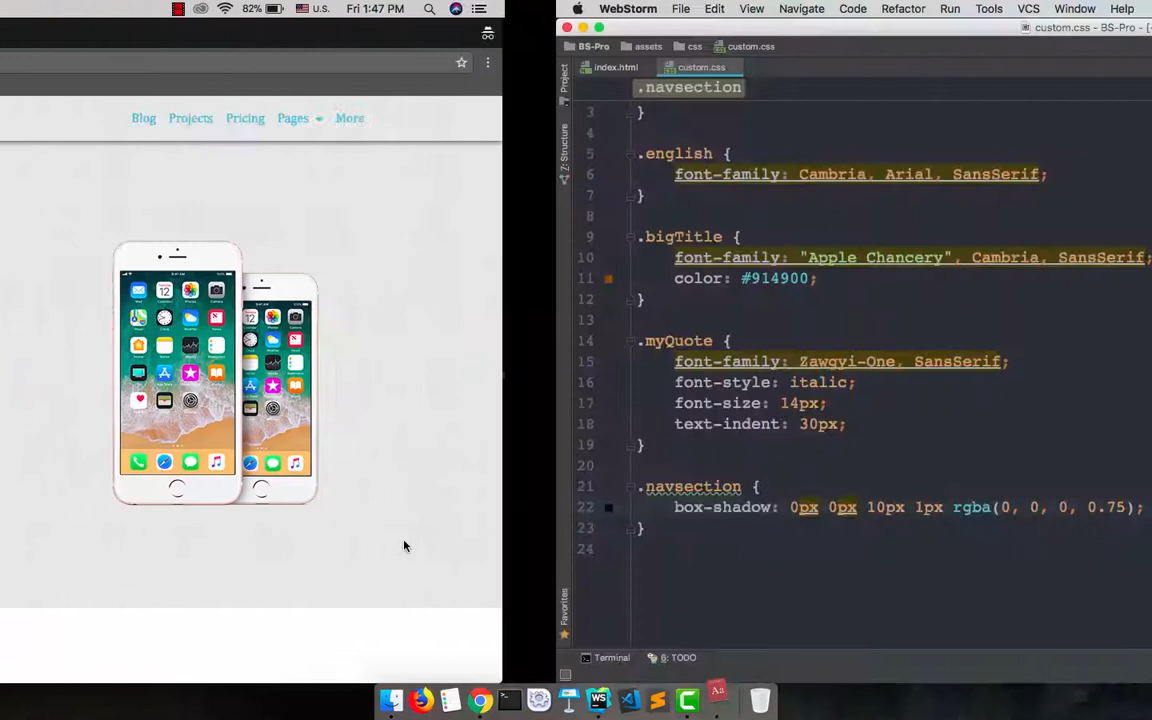 82% U.S. Fri 1:47 PM
WebStorm File Edit View Navigate Code Refactor Run Tools VCS Window Help
custom.css - BS-Pro
BS-Pro assets css custom.css
index.html custom.css
.navsection
Blog Projects Pricing Pages More
Project
Z: Structure
Favorites
3 }
4
5 .english {
6 font-family: Cambria, Arial, SansSerif;
7 }
8
9 .bigTitle {
10 font-family: "Apple Chancery", Cambria, SansSerif;
11 color: #914900;
12 }
13
14 .myQuote {
15 font-family: Zawgyi-One, SansSerif;
16 font-style: italic;
17 font-size: 14px;
18 text-indent: 30px;
19 }
20
21 .navsection {
22 box-shadow: 0px 0px 10px 1px rgba(0, 0, 0, 0.75);
23 }
24
Terminal 6: TODO
WS
Aa